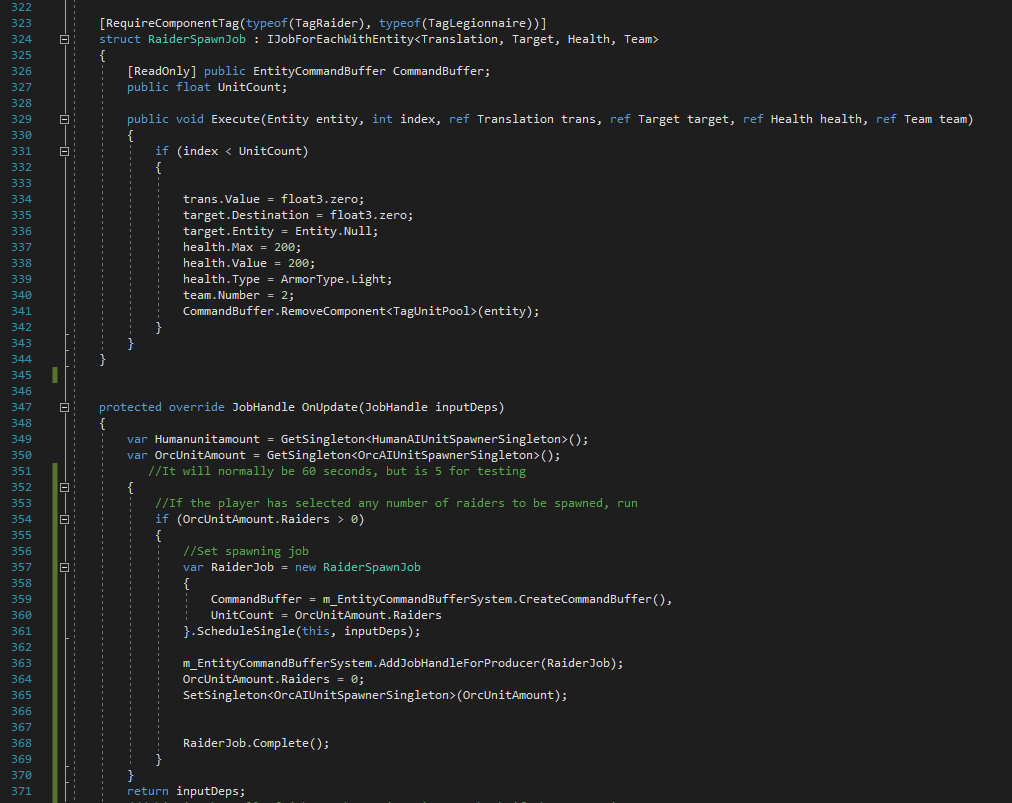 322
323 [RequireComponentTag(typeof(TagRaider), typeof(TagLegionnaire))]
324 struct RaiderSpawnJob : IJobForEachWithEntity<Translation, Target, Health, Team>
325 {
326 [ReadOnly] public EntityCommandBuffer CommandBuffer;
327 public float UnitCount;
328
329 public void Execute(Entity entity, int index, ref Translation trans, ref Target target, ref Health health, ref Team team)
330 {
331 if (index < UnitCount)
332 {
333
334 trans.Value = float3.zero;
335 target.Destination = float3.zero;
336 target.Entity = Entity.Null;
337 health.Max = 200;
338 health.Value = 200;
339 health.Type = ArmorType.Light;
340 team.Number = 2;
341 CommandBuffer.RemoveComponent<TagUnitPool>(entity);
342 }
343 }
344 }
345
346
347 protected override JobHandle OnUpdate(JobHandle inputDeps)
348 {
349 var Humanunitamount = GetSingleton<HumanAIUnitSpawnerSingleton>();
350 var OrcUnitAmount = GetSingleton<OrcAIUnitSpawnerSingleton>();
351 //It will normally be 60 seconds, but is 5 for testing
352 {
353 //If the player has selected any number of raiders to be spawned, run
354 if (OrcUnitAmount.Raiders > 0)
355 {
356 //Set spawning job
357 var RaiderJob = new RaiderSpawnJob
358 {
359 CommandBuffer = m_EntityCommandBufferSystem.CreateCommandBuffer(),
360 UnitCount = OrcUnitAmount.Raiders
361 }.ScheduleSingle(this, inputDeps);
362
363 m_EntityCommandBufferSystem.AddJobHandleForProducer(RaiderJob);
364 OrcUnitAmount.Raiders = 0;
365 SetSingleton<OrcAIUnitSpawnerSingleton>(OrcUnitAmount);
366
367
368 RaiderJob.Complete();
369 }
370 }
371 return inputDeps;